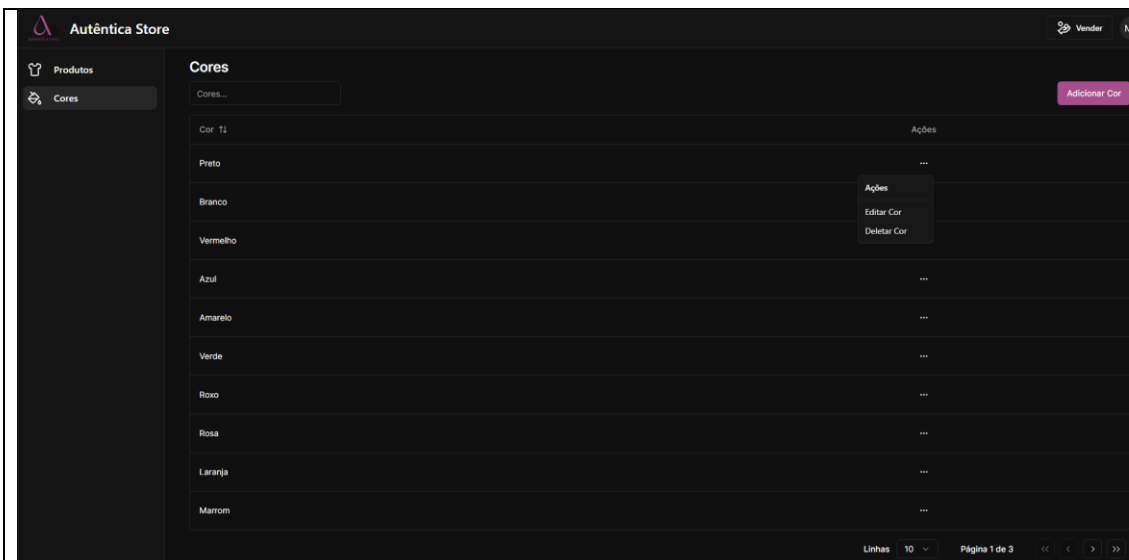 Autêntica Store
Vender
Produtos
Cores
Cores
Cores...
Adicionar Cor
Cor
Ações
Preto
...
Ações
Editar Cor
Deletar Cor
Branco
Vermelho
Azul
...
Amarelo
...
Verde
...
Roxo
...
Rosa
...
Laranja
...
Marrom
...
Linhas 10 Página 1 de 3